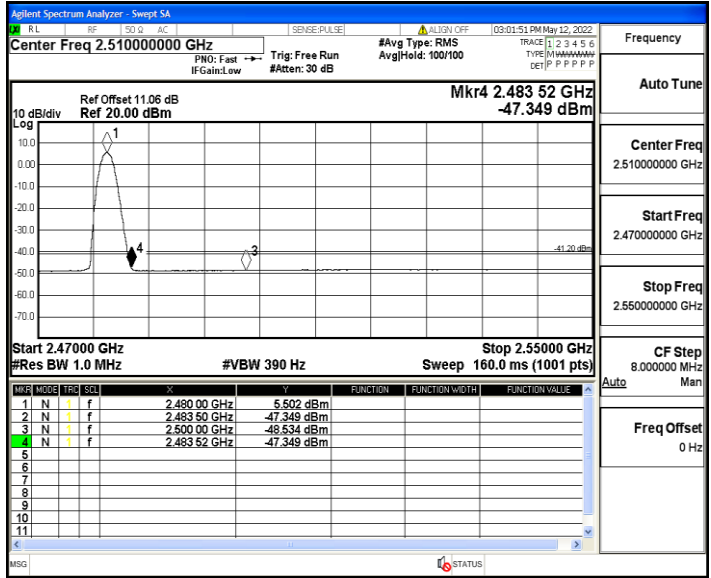 Agilent Spectrum Analyzer - Swept SA
RL RF 50 Ω AC SENSE:PULSE ALIGN OFF 03:01:51 PM May 12, 2022
Center Freq 2.510000000 GHz #Avg Type: RMS TRACE 1 2 3 4 5 6
PNO: Fast Trig: Free Run Avg|Hold: 100/100 TYPE M WWWWW
IFGain:Low #Atten: 30 dB DET P P P P P P
Mkr4 2.483 52 GHz
-47.349 dBm
Ref Offset 11.06 dB
10 dB/div Ref 20.00 dBm
Log
10.0
0.00
-10.0
-20.0
-30.0
-40.0
-50.0
-60.0
-70.0
1
4
3
-41.20 dBm
Start 2.47000 GHz Stop 2.55000 GHz
#Res BW 1.0 MHz #VBW 390 Hz Sweep 160.0 ms (1001 pts)
MKR MODE TRC SCL X Y FUNCTION FUNCTION WIDTH FUNCTION VALUE
1 N 1 f 2.480 00 GHz 5.502 dBm
2 N 1 f 2.483 50 GHz -47.349 dBm
3 N 1 f 2.500 00 GHz -48.534 dBm
4 N 1 f 2.483 52 GHz -47.349 dBm
5
6
7
8
9
10
11
MSG STATUS
Frequency
Auto Tune
Center Freq
2.510000000 GHz
Start Freq
2.470000000 GHz
Stop Freq
2.550000000 GHz
CF Step
8.000000 MHz
Auto Man
Freq Offset
0 Hz